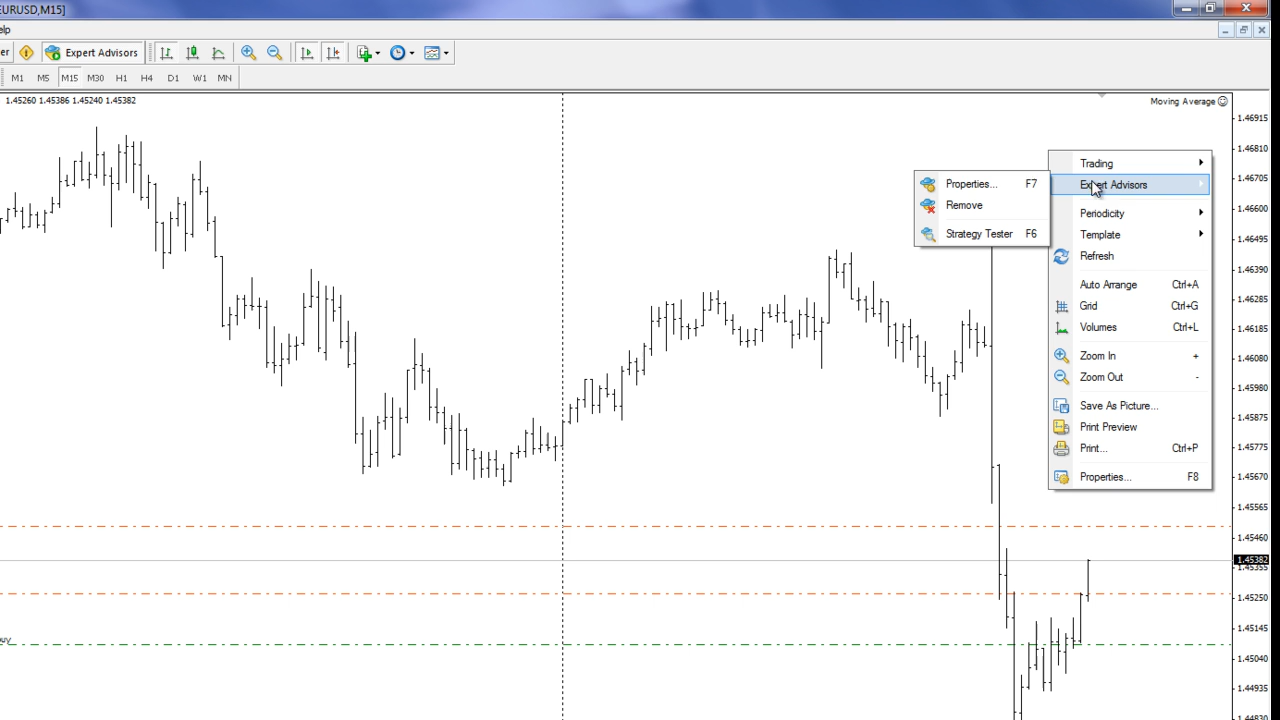 EURUSD,M15]
elp
er Expert Advisors
M1 M5 M15 M30 H1 H4 D1 W1 MN
1.45260 1.45386 1.45240 1.45382
Moving Average
1.46915
1.46810
1.46705
1.46600
1.46495
1.46390
1.46285
1.46185
1.46080
1.45980
1.45875
1.45775
1.45670
1.45565
1.45460
1.45382
1.45355
1.45250
1.45145
1.45040
1.44935
1.44830
Trading
Expert Advisors
Periodicity
Template
Refresh
Auto Arrange Ctrl+A
Grid Ctrl+G
Volumes Ctrl+L
Zoom In +
Zoom Out -
Save As Picture...
Print Preview
Print... Ctrl+P
Properties... F8
Properties... F7
Remove
Strategy Tester F6